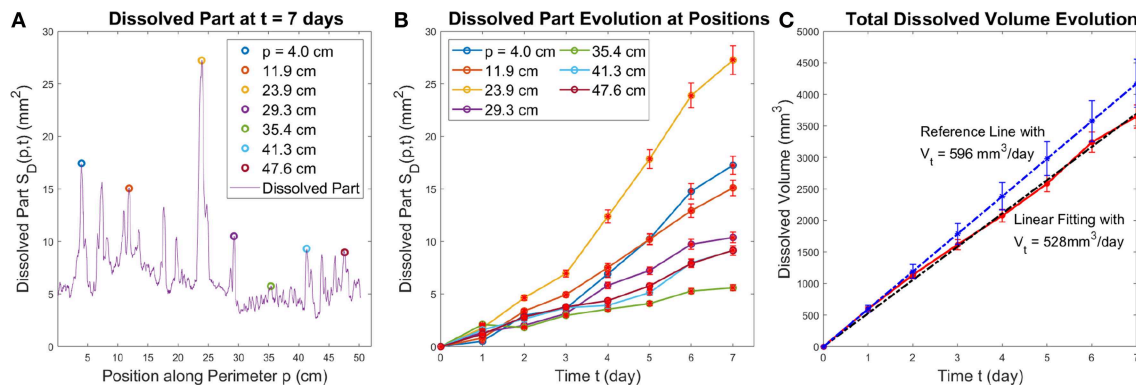 A
Dissolved Part at t = 7 days
30
25
20
15
10
5
0
Dissolved Part S_D(p,t) (mm²)
p = 4.0 cm
11.9 cm
23.9 cm
29.3 cm
35.4 cm
41.3 cm
47.6 cm
Dissolved Part
5 10 15 20 25 30 35 40 45 50
Position along Perimeter p (cm)
B
Dissolved Part Evolution at Positions
30
25
20
15
10
5
0
Dissolved Part S_D(p,t) (mm²)
p = 4.0 cm
11.9 cm
23.9 cm
29.3 cm
35.4 cm
41.3 cm
47.6 cm
0 1 2 3 4 5 6 7
Time t (day)
C
Total Dissolved Volume Evolution
5000
4500
4000
3500
3000
2500
2000
1500
1000
500
0
Dissolved Volume (mm³)
Reference Line with
V_t = 596 mm³/day
Linear Fitting with
V_t = 528mm³/day
0 1 2 3 4 5 6 7
Time t (day)